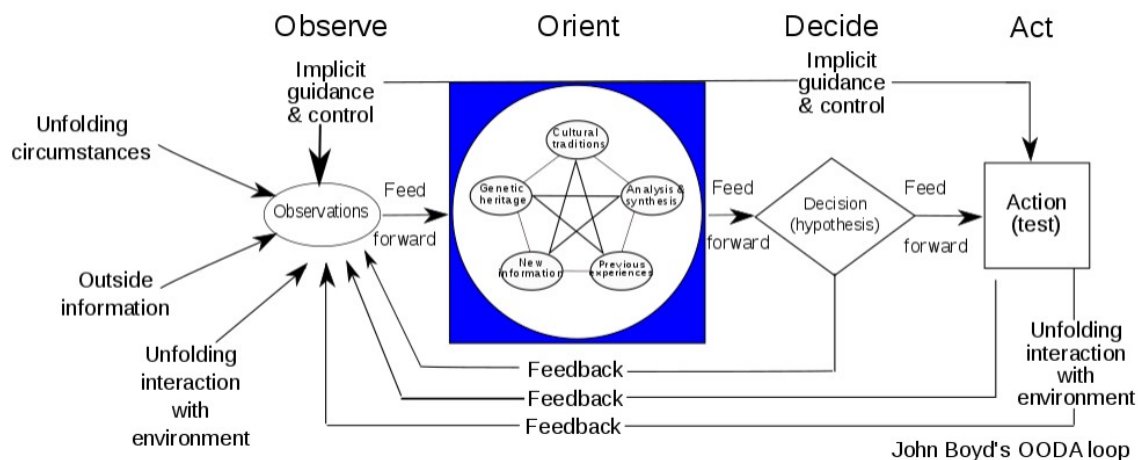 Observe
Orient
Decide
Act
Implicit
guidance
& control
Implicit
guidance
& control
Unfolding
circumstances
Cultural
traditions
Genetic
heritage
Analysis &
synthesis
New
information
Previous
experiences
Observations
Feed
forward
Feed
forward
Decision
(hypothesis)
Feed
forward
Action
(test)
Outside
information
Unfolding
interaction
with
environment
Unfolding
interaction
with
environment
Feedback
Feedback
Feedback
John Boyd's OODA loop